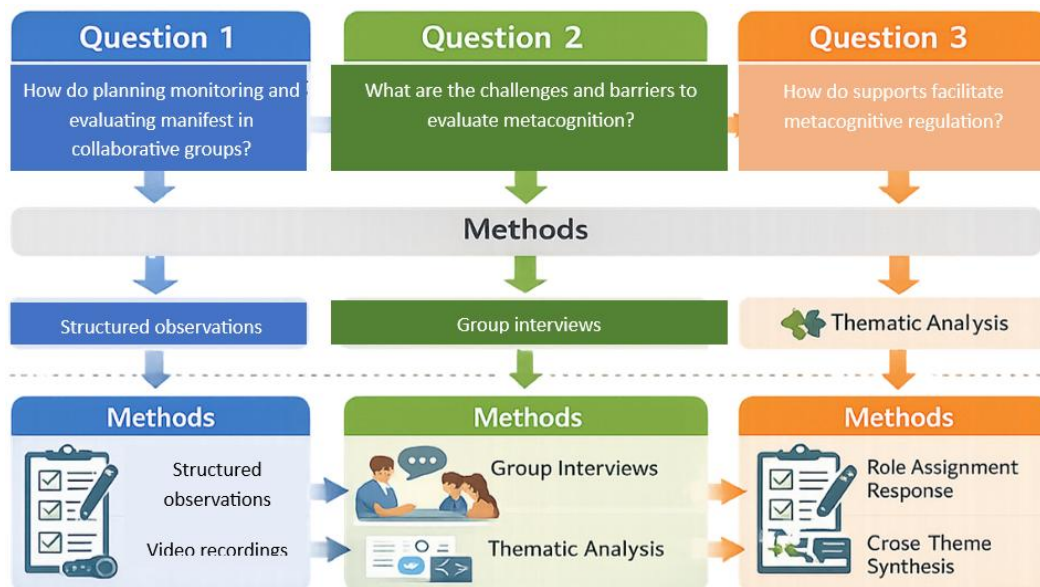 Question 1
Question 2
Question 3
How do planning monitoring and
evaluating manifest in
collaborative groups?
What are the challenges and barriers to
evaluate metacognition?
How do supports facilitate
metacognitive regulation?
Methods
Structured observations
Group interviews
Thematic Analysis
Methods
Structured
observations
Video recordings
Methods
Group Interviews
Thematic Analysis
Methods
Role Assignment
Response
Crose Theme
Synthesis